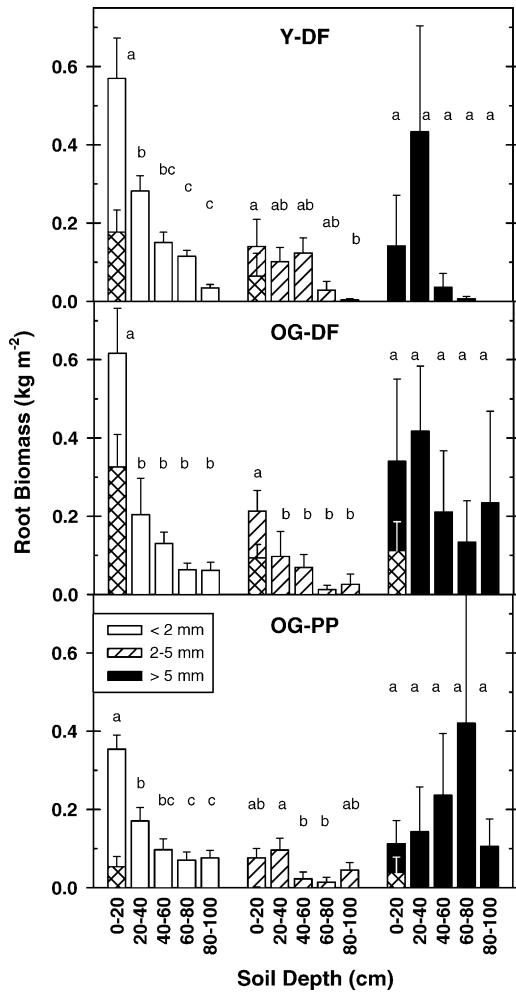 Y-DF
0.6
0.4
0.2
0.0
a
b
bc
c
c
a
ab
ab
ab
b
a a a a a
OG-DF
0.6
0.4
0.2
0.0
a
b b b b
a
b b b b
a a a a a
OG-PP
< 2 mm
2-5 mm
> 5 mm
0.6
0.4
0.2
0.0
a
b
bc c c
ab a b b ab
a a a a a
Root Biomass (kg m-2)
0-20 20-40 40-60 60-80 80-100
0-20 20-40 40-60 60-80 80-100
0-20 20-40 40-60 60-80 80-100
Soil Depth (cm)